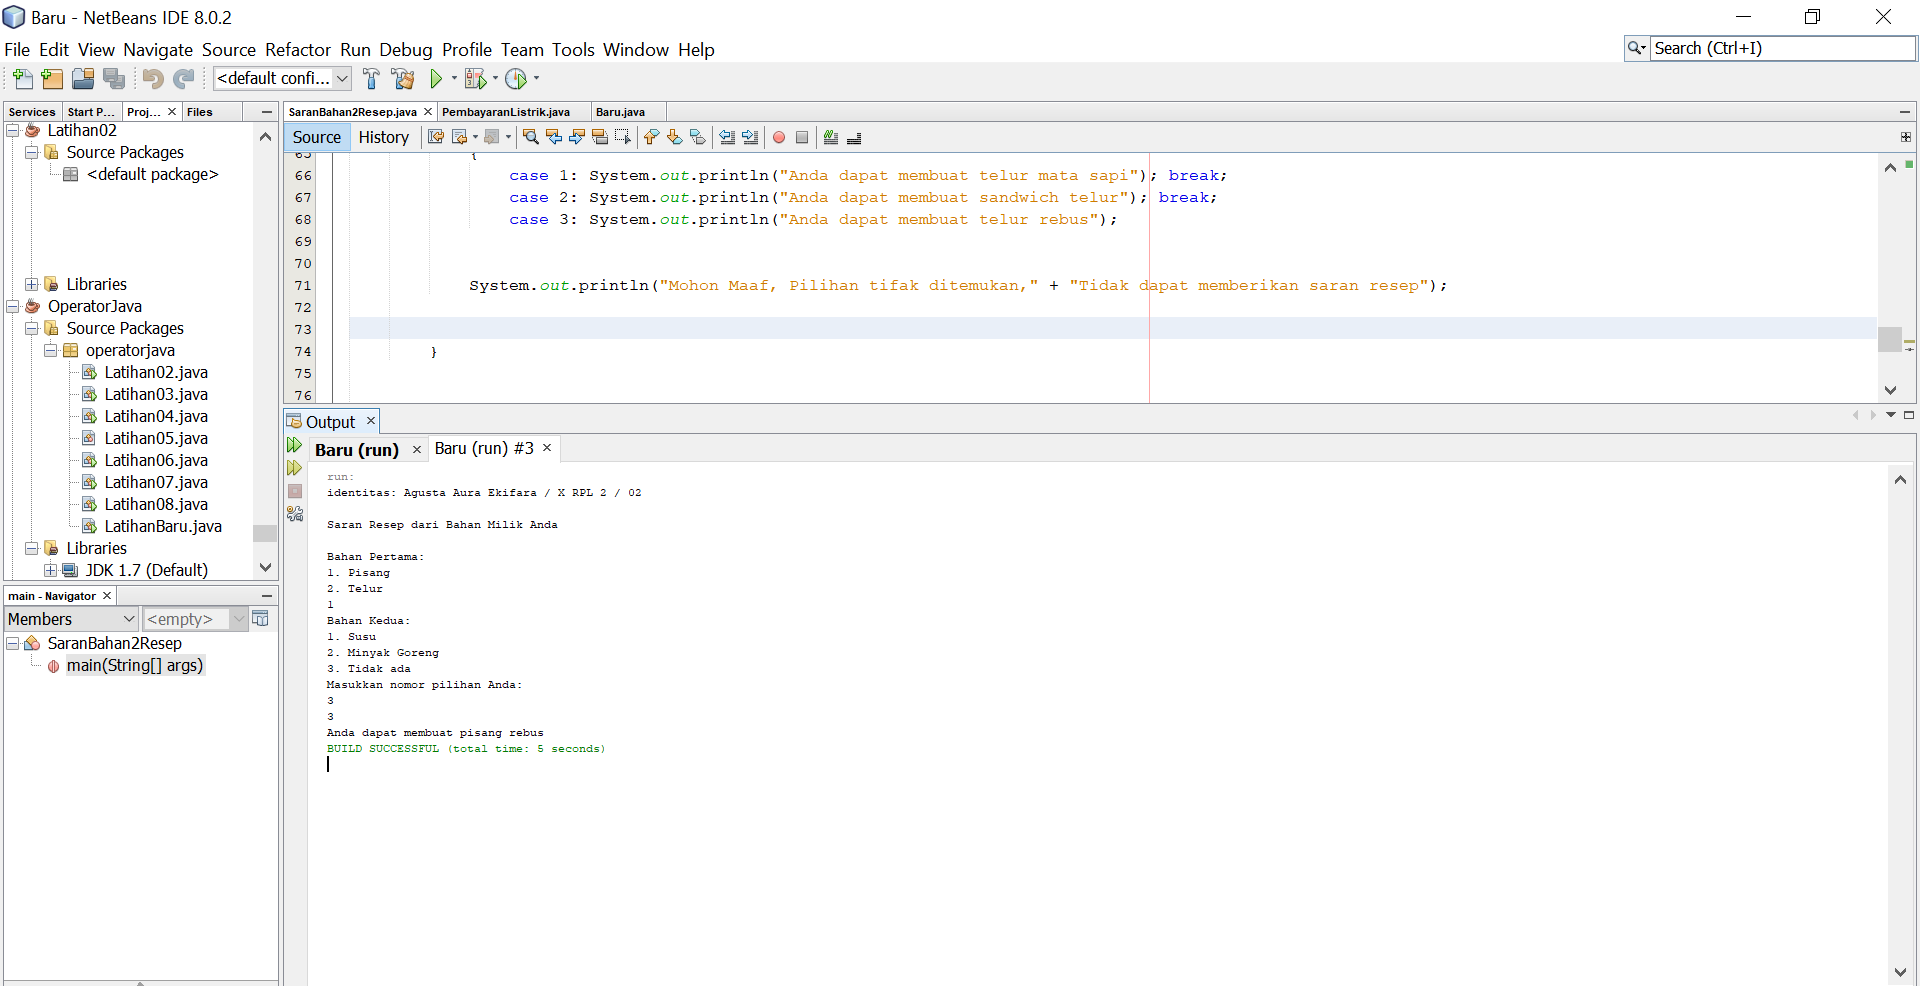 Baru - NetBeans IDE 8.0.2
File Edit View Navigate Source Refactor Run Debug Profile Team Tools Window Help
Search (Ctrl+I)
<default confi...
Services Start P... Proj... Files
Latihan02
Source Packages
<default package>
Libraries
OperatorJava
Source Packages
operatorjava
Latihan02.java
Latihan03.java
Latihan04.java
Latihan05.java
Latihan06.java
Latihan07.java
Latihan08.java
LatihanBaru.java
Libraries
JDK 1.7 (Default)
main - Navigator
Members <empty>
SaranBahan2Resep
main(String[] args)
SaranBahan2Resep.java PembayaranListrik.java Baru.java
Source History
65 {
66 case 1: System.out.println("Anda dapat membuat telur mata sapi"); break;
67 case 2: System.out.println("Anda dapat membuat sandwich telur"); break;
68 case 3: System.out.println("Anda dapat membuat telur rebus");
69
70
71 System.out.println("Mohon Maaf, Pilihan tifak ditemukan," + "Tidak dapat memberikan saran resep");
72
73
74 }
75
76
Output
Baru (run) Baru (run) #3
run:
identitas: Agusta Aura Ekifara / X RPL 2 / 02
Saran Resep dari Bahan Milik Anda
Bahan Pertama:
1. Pisang
2. Telur
1
Bahan Kedua:
1. Susu
2. Minyak Goreng
3. Tidak ada
Masukkan nomor pilihan Anda:
3
3
Anda dapat membuat pisang rebus
BUILD SUCCESSFUL (total time: 5 seconds)